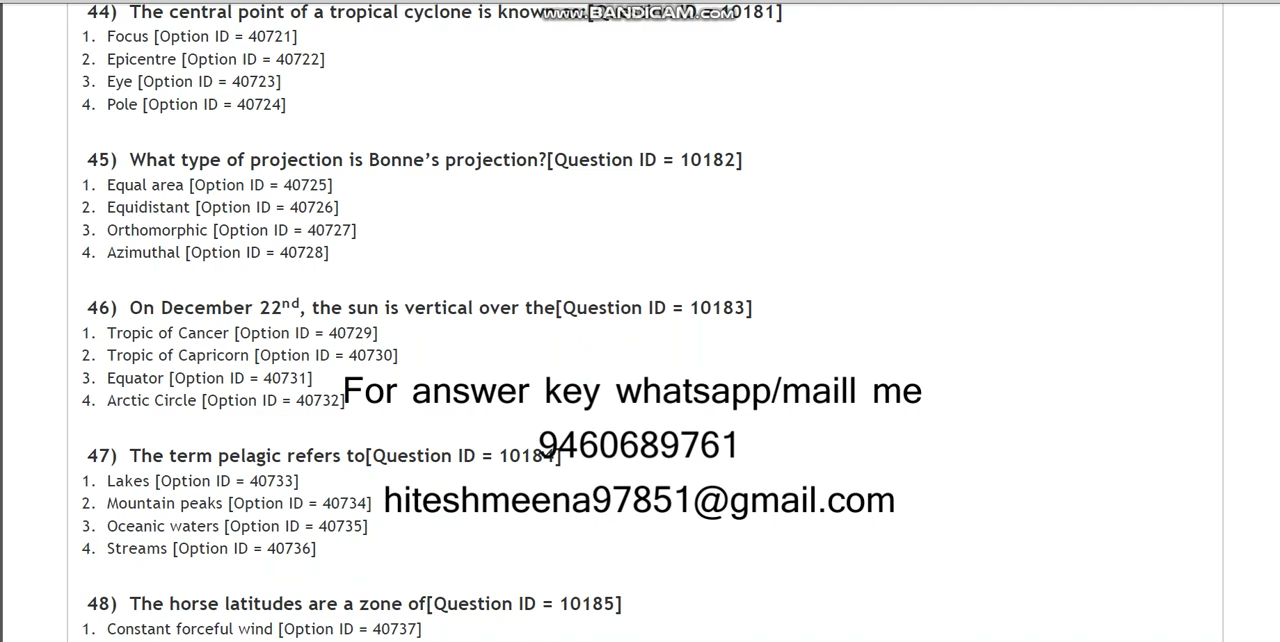 44) The central point of a tropical cyclone is known D = 10181]
www.BANDICAM.com
1. Focus [Option ID = 40721]
2. Epicentre [Option ID = 40722]
3. Eye [Option ID = 40723]
4. Pole [Option ID = 40724]
45) What type of projection is Bonne’s projection?[Question ID = 10182]
1. Equal area [Option ID = 40725]
2. Equidistant [Option ID = 40726]
3. Orthomorphic [Option ID = 40727]
4. Azimuthal [Option ID = 40728]
46) On December 22nd, the sun is vertical over the[Question ID = 10183]
1. Tropic of Cancer [Option ID = 40729]
2. Tropic of Capricorn [Option ID = 40730]
3. Equator [Option ID = 40731]
4. Arctic Circle [Option ID = 40732]
For answer key whatsapp/maill me
9460689761
hiteshmeena97851@gmail.com
47) The term pelagic refers to[Question ID = 10184]
1. Lakes [Option ID = 40733]
2. Mountain peaks [Option ID = 40734]
3. Oceanic waters [Option ID = 40735]
4. Streams [Option ID = 40736]
48) The horse latitudes are a zone of[Question ID = 10185]
1. Constant forceful wind [Option ID = 40737]